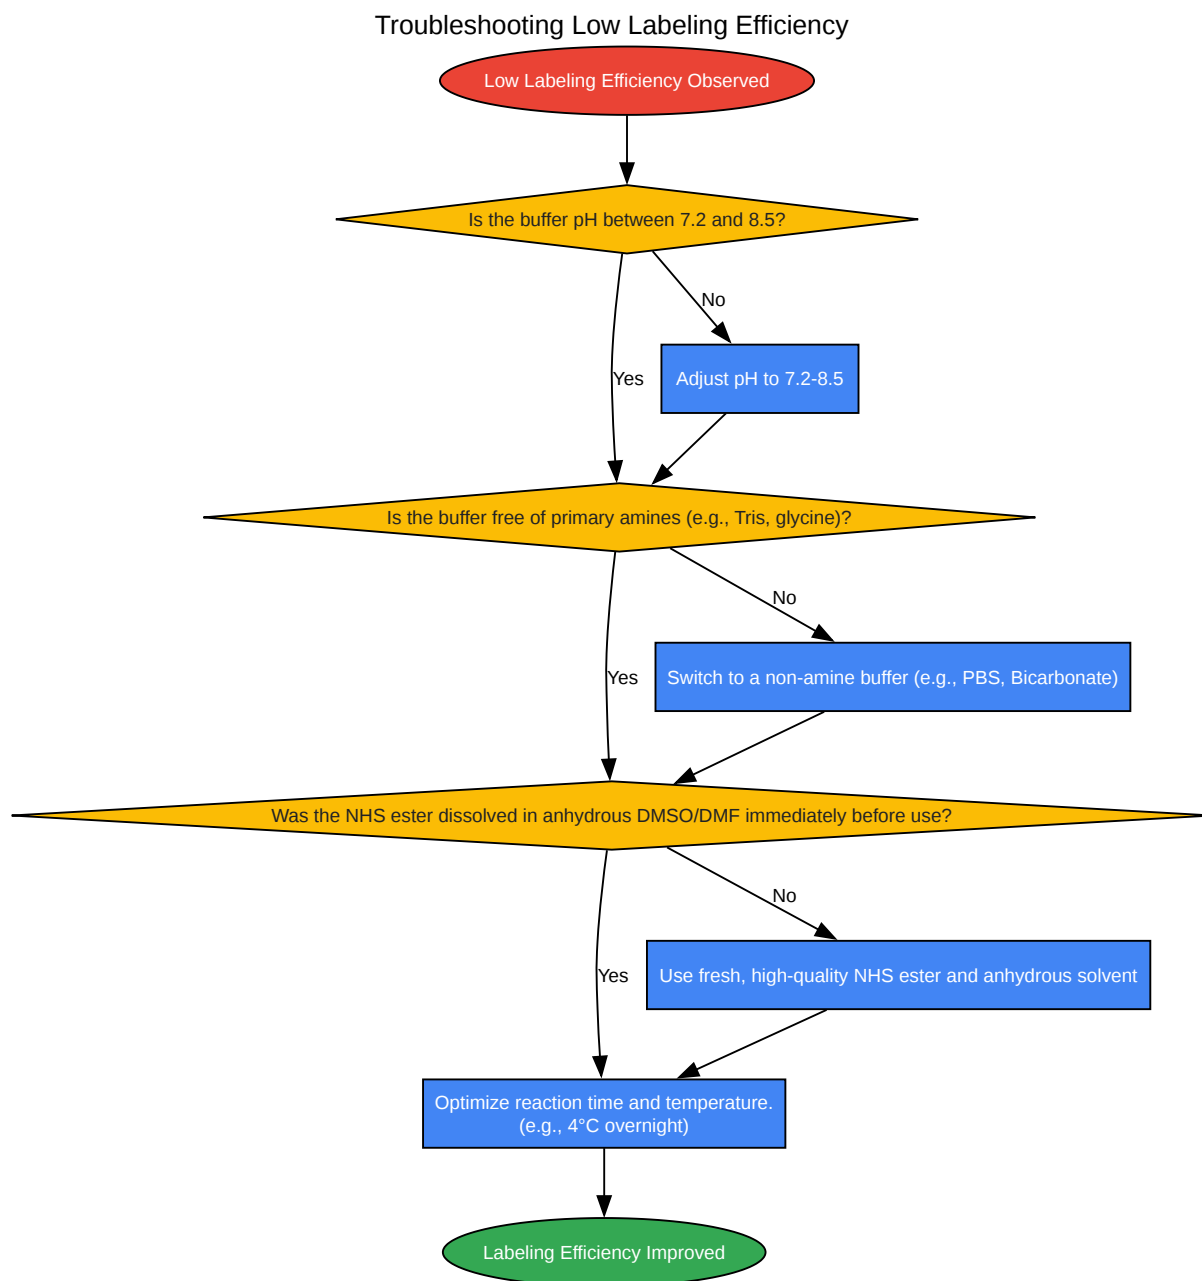 Troubleshooting Low Labeling Efficiency
Low Labeling Efficiency Observed
Is the buffer pH between 7.2 and 8.5?
No
Yes
Adjust pH to 7.2-8.5
Is the buffer free of primary amines (e.g., Tris, glycine)?
No
Yes
Switch to a non-amine buffer (e.g., PBS, Bicarbonate)
Was the NHS ester dissolved in anhydrous DMSO/DMF immediately before use?
No
Yes
Use fresh, high-quality NHS ester and anhydrous solvent
Optimize reaction time and temperature.
(e.g., 4°C overnight)
Labeling Efficiency Improved